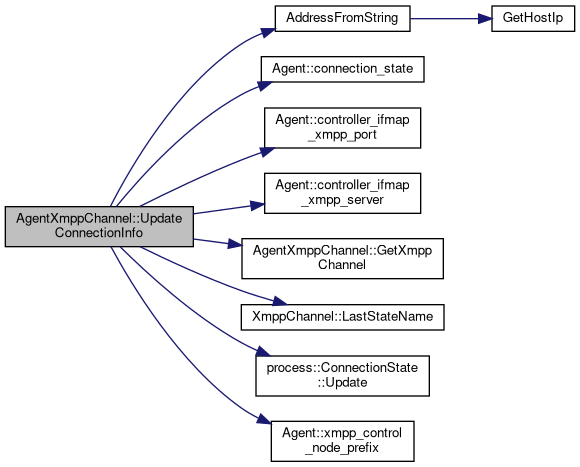 AddressFromString
GetHostIp
Agent::connection_state
Agent::controller_ifmap
_xmpp_port
Agent::controller_ifmap
_xmpp_server
AgentXmppChannel::Update
ConnectionInfo
AgentXmppChannel::GetXmpp
Channel
XmppChannel::LastStateName
process::ConnectionState
::Update
Agent::xmpp_control
_node_prefix